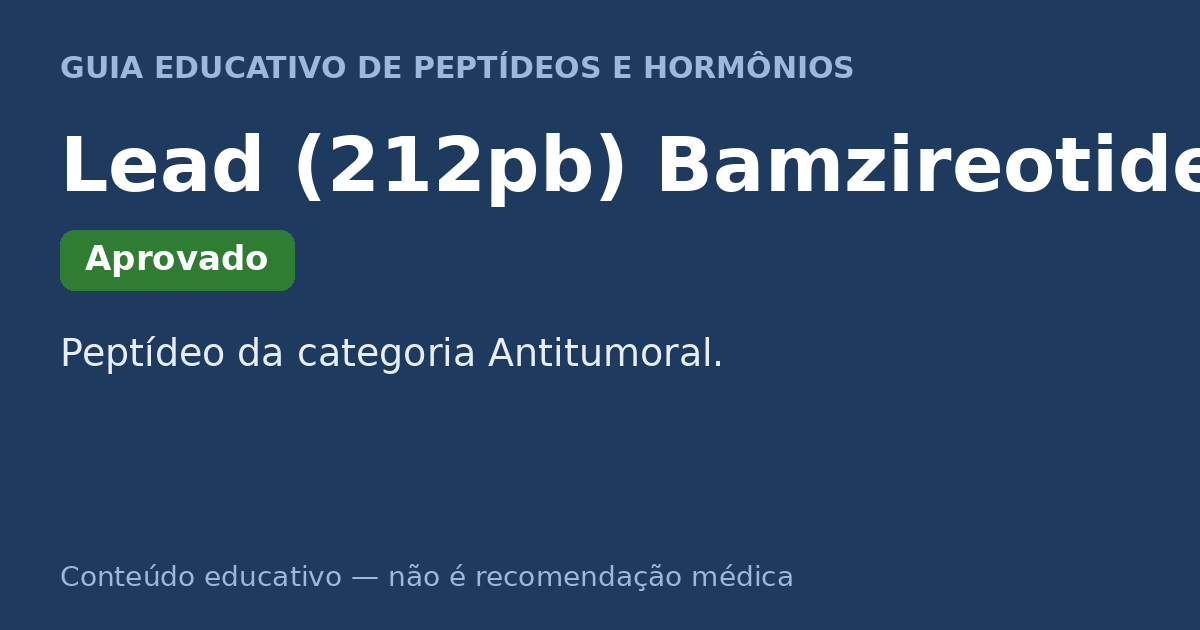 GUIA EDUCATIVO DE PEPTÍDEOS E HORMÔNIOS
Lead (212pb) Bamzireotide
Aprovado
Peptídeo da categoria Antitumoral.
Conteúdo educativo — não é recomendação médica